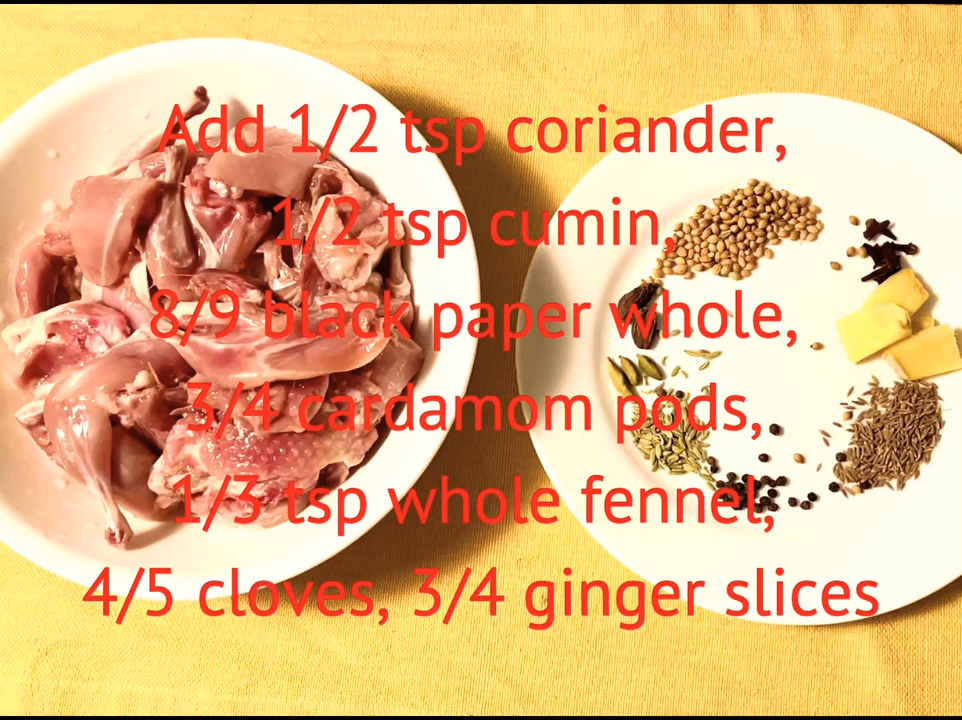 Add 1/2 tsp coriander,
1/2 tsp cumin,
8/9 black paper whole,
3/4 cardamom pods,
1/3 tsp whole fennel,
4/5 cloves, 3/4 ginger slices